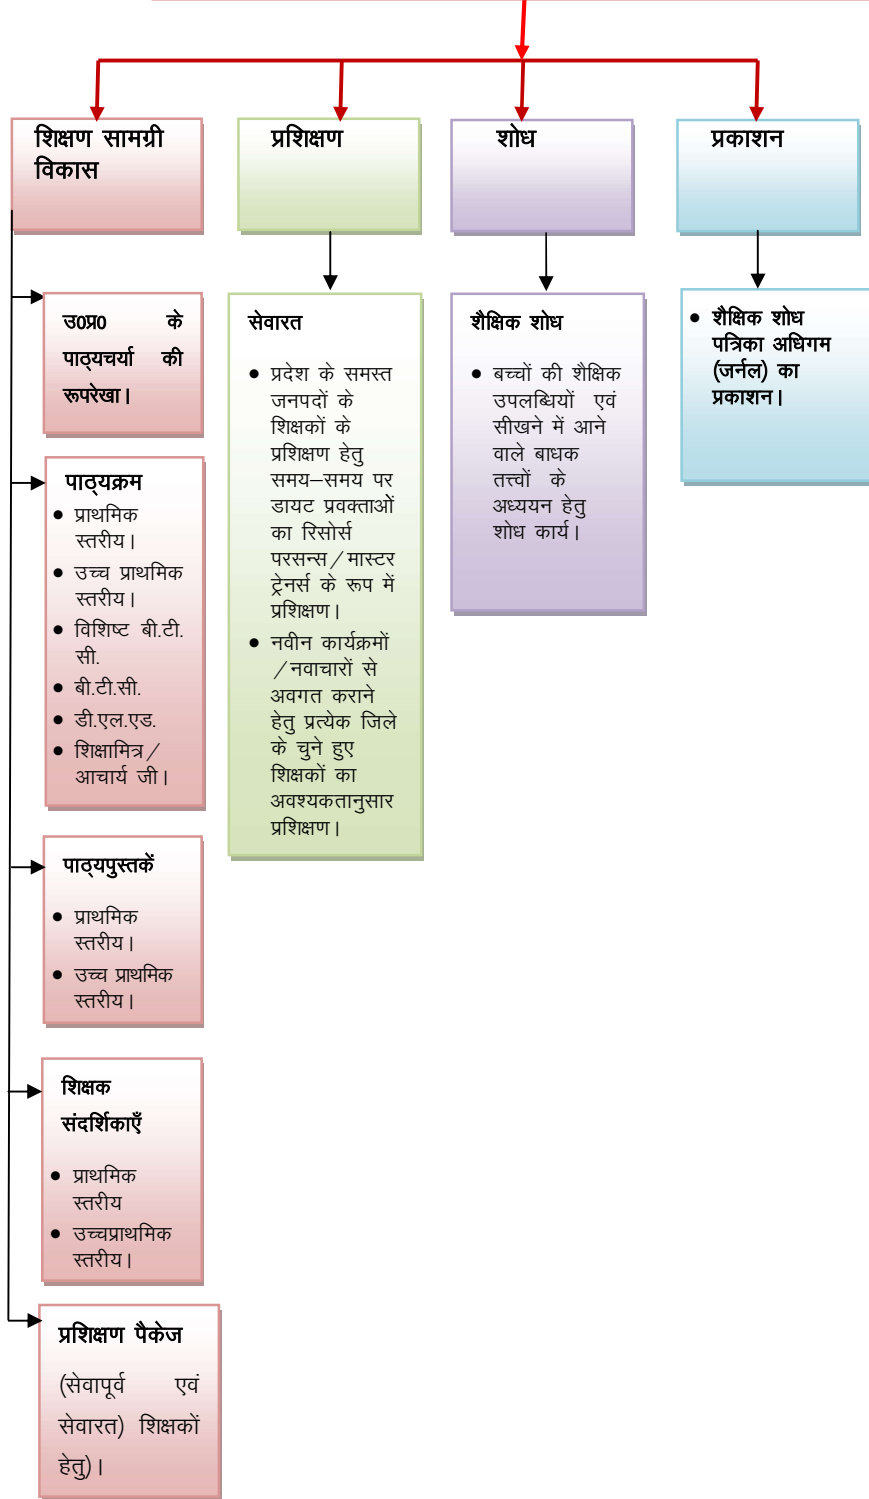 शिक्षण सामग्री
विकास
प्रशिक्षण
शोध
प्रकाशन
उ0प्र0 के
पाठ्यचर्या की
रूपरेखा।
पाठ्यक्रम
• प्राथमिक
स्तरीय।
• उच्च प्राथमिक
स्तरीय।
• विशिष्ट बी.टी.
सी.
• बी.टी.सी.
• डी.एल.एड.
• शिक्षामित्र/
आचार्य जी।
पाठ्यपुस्तकें
• प्राथमिक
स्तरीय।
• उच्च प्राथमिक
स्तरीय।
शिक्षक
संदर्शिकाएँ
• प्राथमिक
स्तरीय
• उच्चप्राथमिक
स्तरीय।
प्रशिक्षण पैकेज
(सेवापूर्व एवं
सेवारत) शिक्षकों
हेतु)।
सेवारत
• प्रदेश के समस्त
जनपदों के
शिक्षकों के
प्रशिक्षण हेतु
समय–समय पर
डायट प्रवक्ताओं
का रिसोर्स
परसन्स/मास्टर
ट्रेनर्स के रूप में
प्रशिक्षण।
• नवीन कार्यक्रमों
/नवाचारों से
अवगत कराने
हेतु प्रत्येक जिले
के चुने हुए
शिक्षकों का
अवश्यकतानुसार
प्रशिक्षण।
शैक्षिक शोध
• बच्चों की शैक्षिक
उपलब्धियों एवं
सीखने में आने
वाले बाधक
तत्त्वों के
अध्ययन हेतु
शोध कार्य।
• शैक्षिक शोध
पत्रिका अधिगम
(जर्नल) का
प्रकाशन।